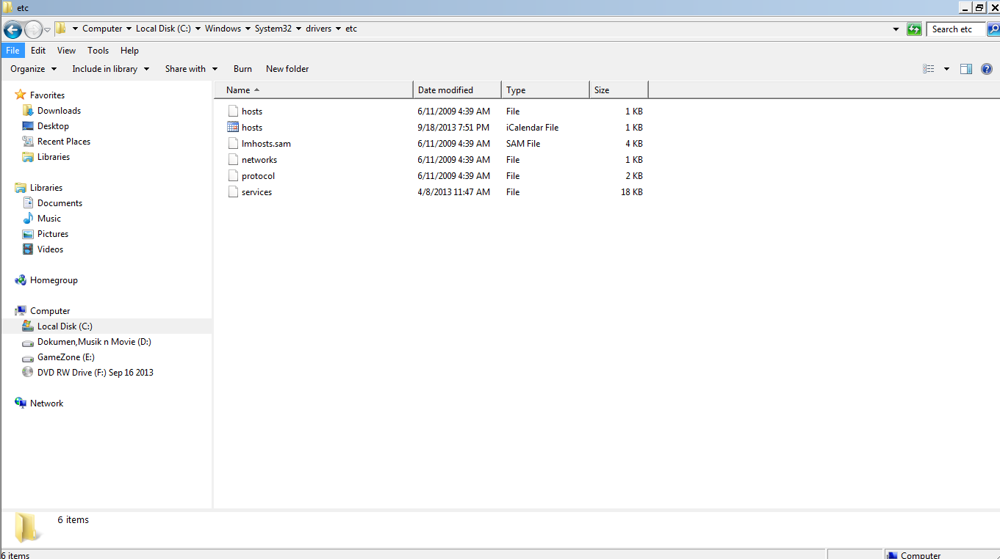 etc
Computer Local Disk (C:) Windows System32 drivers etc Search etc
File Edit View Tools Help
Organize Include in library Share with Burn New folder
Name Date modified Type Size
hosts 6/11/2009 4:39 AM File 1 KB
hosts 9/18/2013 7:51 PM iCalendar File 1 KB
lmhosts.sam 6/11/2009 4:39 AM SAM File 4 KB
networks 6/11/2009 4:39 AM File 1 KB
protocol 6/11/2009 4:39 AM File 2 KB
services 4/8/2013 11:47 AM File 18 KB
Favorites
Downloads
Desktop
Recent Places
Libraries
Libraries
Documents
Music
Pictures
Videos
Homegroup
Computer
Local Disk (C:)
Dokumen,Musik n Movie (D:)
GameZone (E:)
DVD RW Drive (F:) Sep 16 2013
Network
6 items
6 items Computer